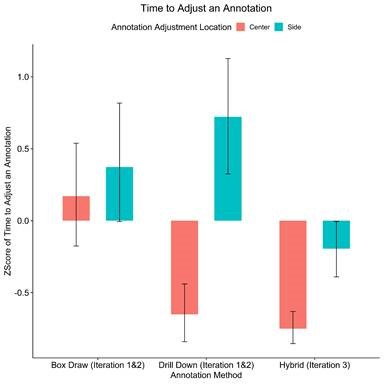 Time to Adjust an Annotation
Annotation Adjustment Location Center Side
ZScore of Time to Adjust an Annotation
1.0
0.5
0.0
-0.5
Box Draw (Iteration 1&2) Drill Down (Iteration 1&2) Hybrid (Iteration 3)
Annotation Method